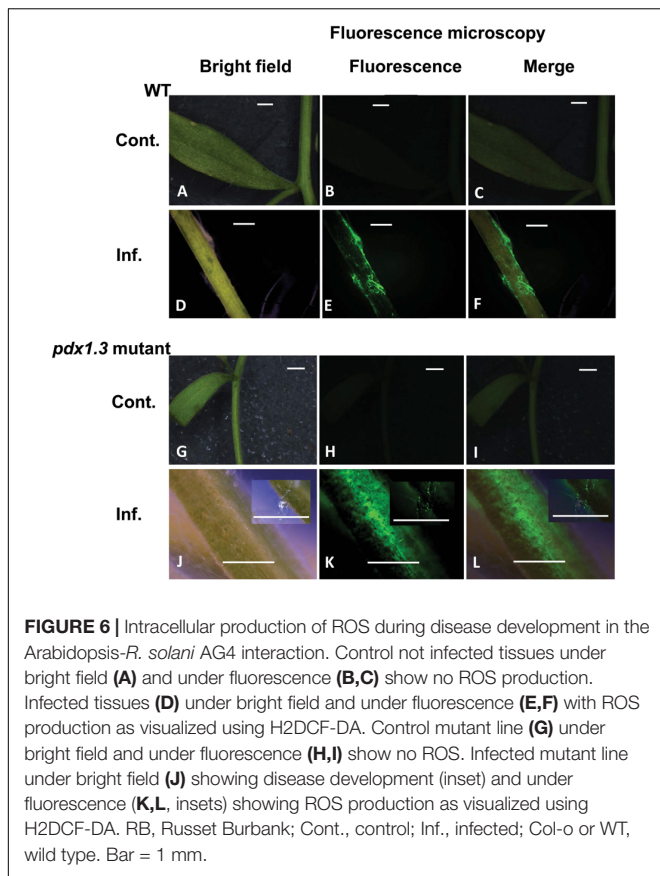 Fluorescence microscopy
Bright field Fluorescence Merge
WT
Cont.
A B C
Inf.
D E F
pdx1.3 mutant
Cont.
G H I
Inf.
J K L
FIGURE 6 | Intracellular production of ROS during disease development in the
Arabidopsis-R. solani AG4 interaction. Control not infected tissues under
bright field (A) and under fluorescence (B,C) show no ROS production.
Infected tissues (D) under bright field and under fluorescence (E,F) with ROS
production as visualized using H2DCF-DA. Control mutant line (G) under
bright field and under fluorescence (H,I) show no ROS. Infected mutant line
under bright field (J) showing disease development (inset) and under
fluorescence (K,L, insets) showing ROS production as visualized using
H2DCF-DA. RB, Russet Burbank; Cont., control; Inf., infected; Col-o or WT,
wild type. Bar = 1 mm.